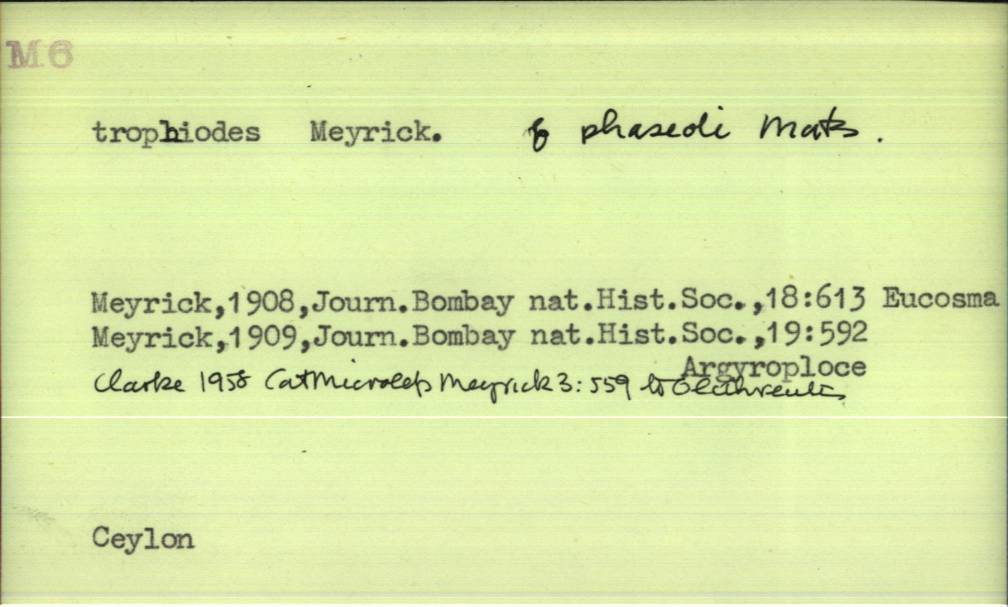 M6
trophiodes Meyrick. & phaseoli Mats.
Meyrick,1908,Journ.Bombay nat.Hist.Soc.,18:613 Eucosma
Meyrick,1909,Journ.Bombay nat.Hist.Soc.,19:592
Argyroploce
Clarke 1958 Cat Microleps Meyrick 3:559 to Olethreutes
Ceylon